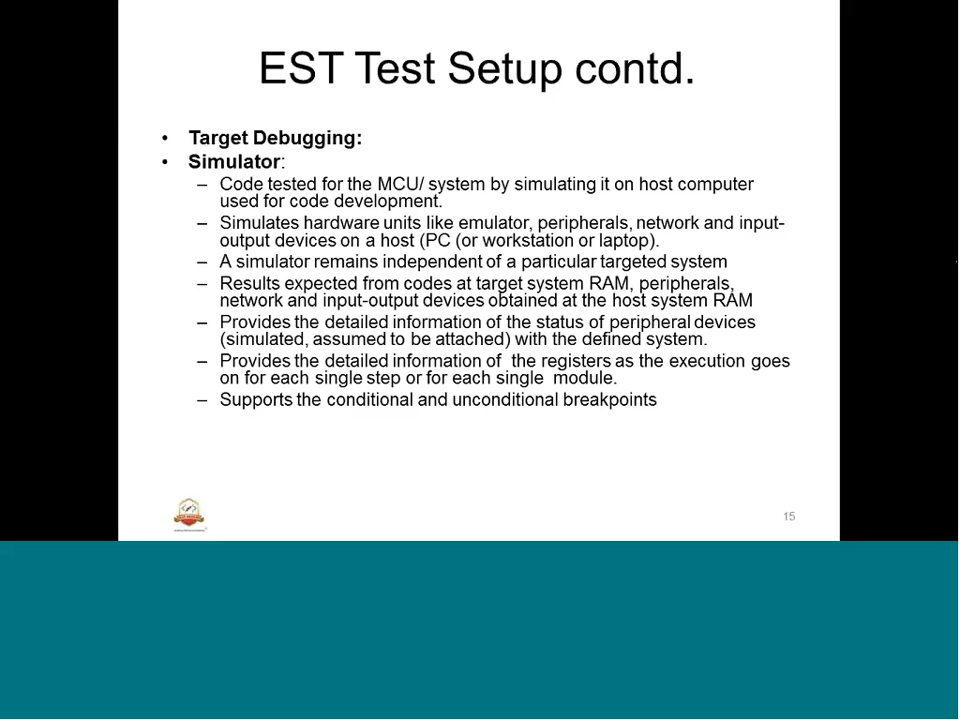 EST Test Setup contd.
• Target Debugging:
• Simulator:
– Code tested for the MCU/ system by simulating it on host computer
used for code development.
– Simulates hardware units like emulator, peripherals, network and input-
output devices on a host (PC (or workstation or laptop).
– A simulator remains independent of a particular targeted system
– Results expected from codes at target system RAM, peripherals,
network and input-output devices obtained at the host system RAM
– Provides the detailed information of the status of peripheral devices
(simulated, assumed to be attached) with the defined system.
– Provides the detailed information of  the registers as the execution goes
on for each single step or for each single  module.
– Supports the conditional and unconditional breakpoints
15